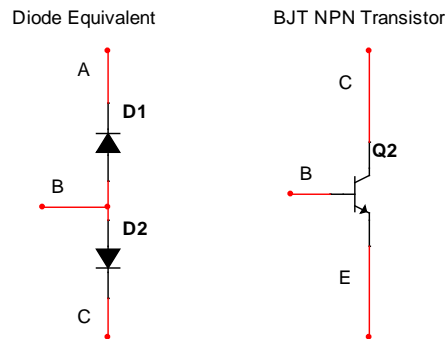 Diode Equivalent
BJT NPN Transistor
A
D1
B
D2
C
C
Q2
B
E